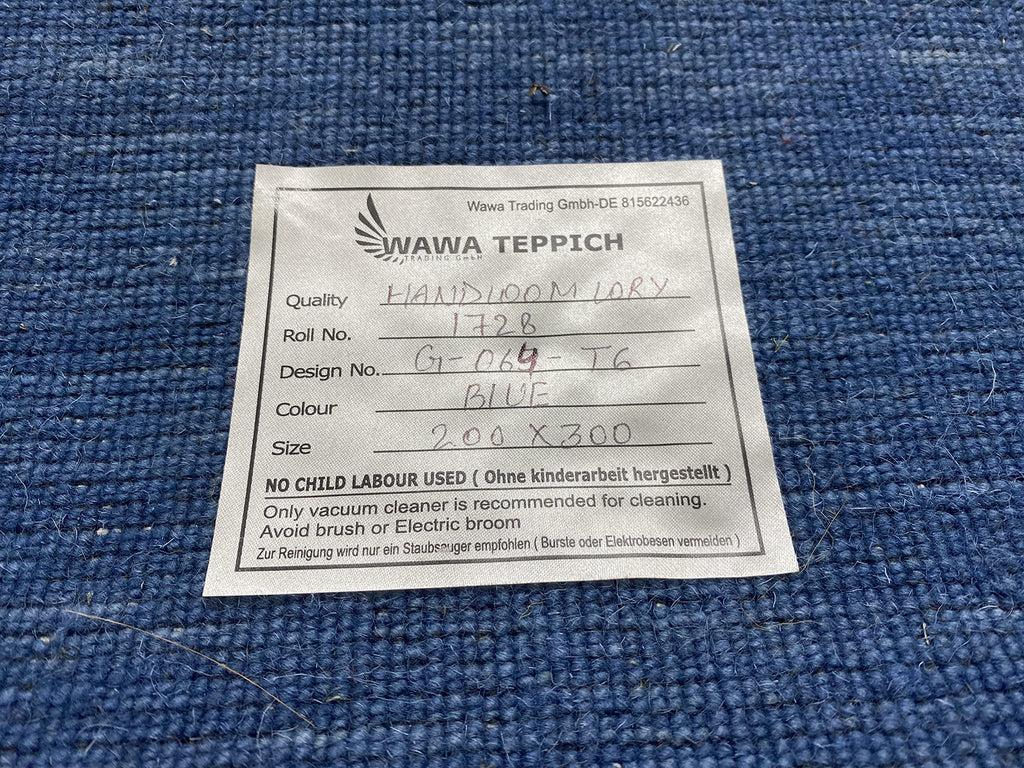 Wawa Trading Gmbh-DE 815622436
WAWA TEPPICH
TRADING GmbH
Quality HANDLOOM LORY
Roll No. 1728
Design No. G-064-T6
Colour BLUE
Size 200 X 300
NO CHILD LABOUR USED ( Ohne kinderarbeit hergestellt )
Only vacuum cleaner is recommended for cleaning.
Avoid brush or Electric broom
Zur Reinigung wird nur ein Staubsauger empfohlen ( Burste oder Elektrobesen vermeiden )